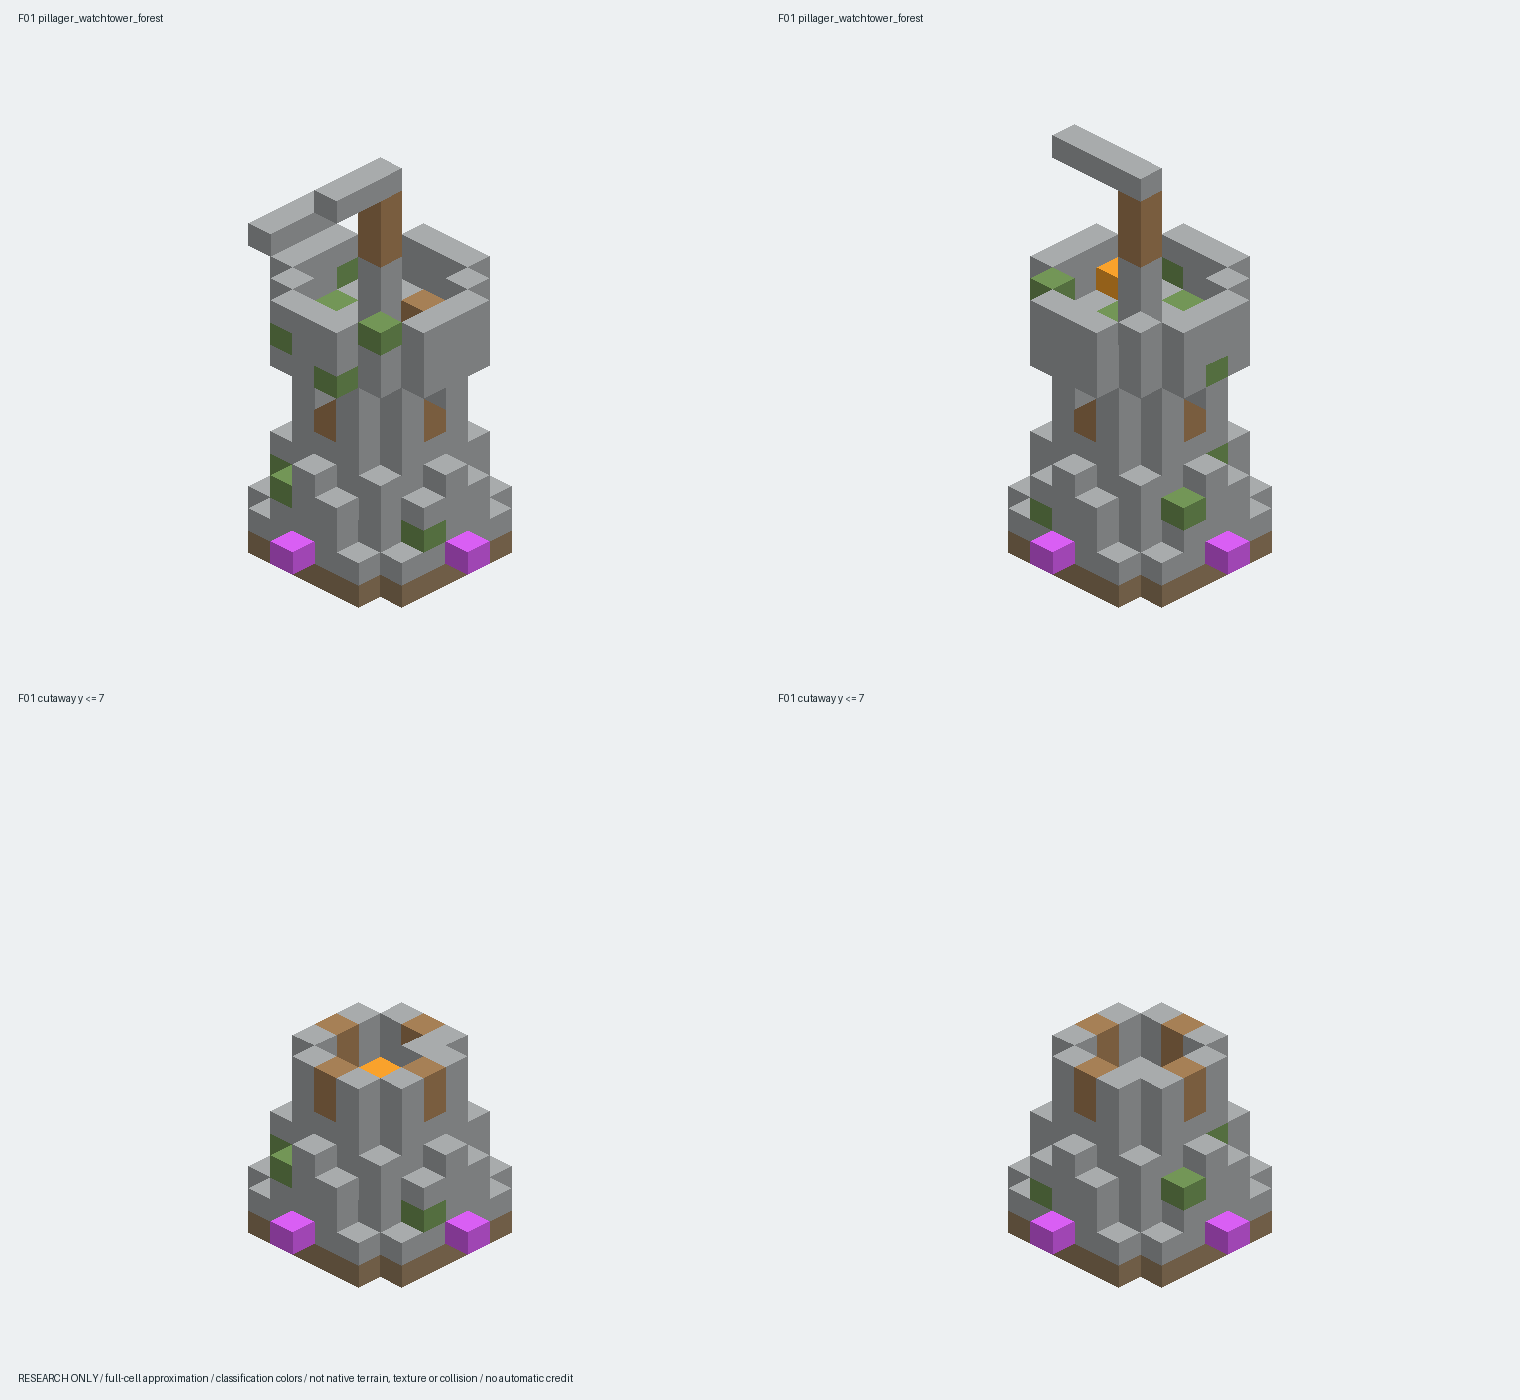 F01 pillager_watchtower_forest
F01 pillager_watchtower_forest
F01 cutaway y <= 7
F01 cutaway y <= 7
RESEARCH ONLY / full-cell approximation / classification colors / not native terrain, texture or collision / no automatic credit